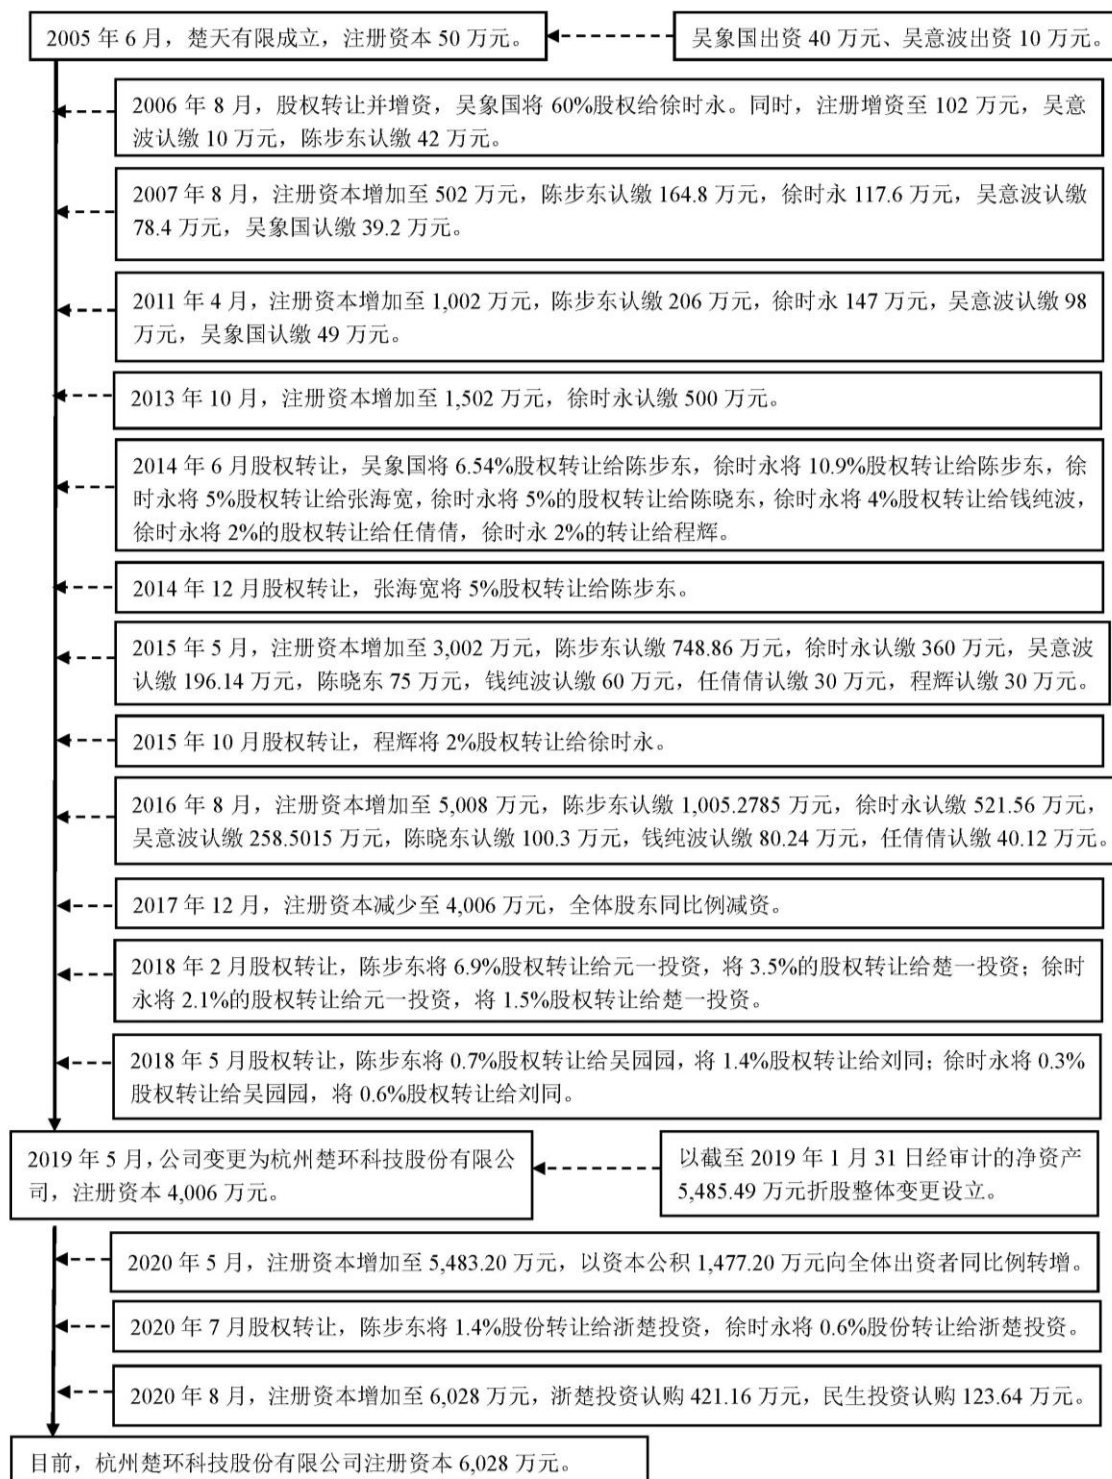 2005 年 6 月，楚天有限成立，注册资本 50 万元。
吴象国出资 40 万元、吴意波出资 10 万元。
2006 年 8 月，股权转让并增资，吴象国将 60%股权给徐时永。同时，注册增资至 102 万元，吴意
波认缴 10 万元，陈步东认缴 42 万元。
2007 年 8 月，注册资本增加至 502 万元，陈步东认缴 164.8 万元，徐时永 117.6 万元，吴意波认缴
78.4 万元，吴象国认缴 39.2 万元。
2011 年 4 月，注册资本增加至 1,002 万元，陈步东认缴 206 万元，徐时永 147 万元，吴意波认缴 98
万元，吴象国认缴 49 万元。
2013 年 10 月，注册资本增加至 1,502 万元，徐时永认缴 500 万元。
2014 年 6 月股权转让，吴象国将 6.54%股权转让给陈步东，徐时永将 10.9%股权转让给陈步东，徐
时永将 5%股权转让给张海宽，徐时永将 5%的股权转让给陈晓东，徐时永将 4%股权转让给钱纯波，
徐时永将 2%的股权转让给任倩倩，徐时永 2%的转让给程辉。
2014 年 12 月股权转让，张海宽将 5%股权转让给陈步东。
2015 年 5 月，注册资本增加至 3,002 万元，陈步东认缴 748.86 万元，徐时永认缴 360 万元，吴意波
认缴 196.14 万元，陈晓东 75 万元，钱纯波认缴 60 万元，任倩倩认缴 30 万元，程辉认缴 30 万元。
2015 年 10 月股权转让，程辉将 2%股权转让给徐时永。
2016 年 8 月，注册资本增加至 5,008 万元，陈步东认缴 1,005.2785 万元，徐时永认缴 521.56 万元，
吴意波认缴 258.5015 万元，陈晓东认缴 100.3 万元，钱纯波认缴 80.24 万元，任倩倩认缴 40.12 万元。
2017 年 12 月，注册资本减少至 4,006 万元，全体股东同比例减资。
2018 年 2 月股权转让，陈步东将 6.9%股权转让给元一投资，将 3.5%的股权转让给楚一投资；徐时
永将 2.1%的股权转让给元一投资，将 1.5%股权转让给楚一投资。
2018 年 5 月股权转让，陈步东将 0.7%股权转让给吴园园，将 1.4%股权转让给刘同；徐时永将 0.3%
股权转让给吴园园，将 0.6%股权转让给刘同。
2019 年 5 月，公司变更为杭州楚环科技股份有限公
司，注册资本 4,006 万元。
以截至 2019 年 1 月 31 日经审计的净资产
5,485.49 万元折股整体变更设立。
2020 年 5 月，注册资本增加至 5,483.20 万元，以资本公积 1,477.20 万元向全体出资者同比例转增。
2020 年 7 月股权转让，陈步东将 1.4%股份转让给浙楚投资，徐时永将 0.6%股份转让给浙楚投资。
2020 年 8 月，注册资本增加至 6,028 万元，浙楚投资认购 421.16 万元，民生投资认购 123.64 万元。
目前，杭州楚环科技股份有限公司注册资本 6,028 万元。